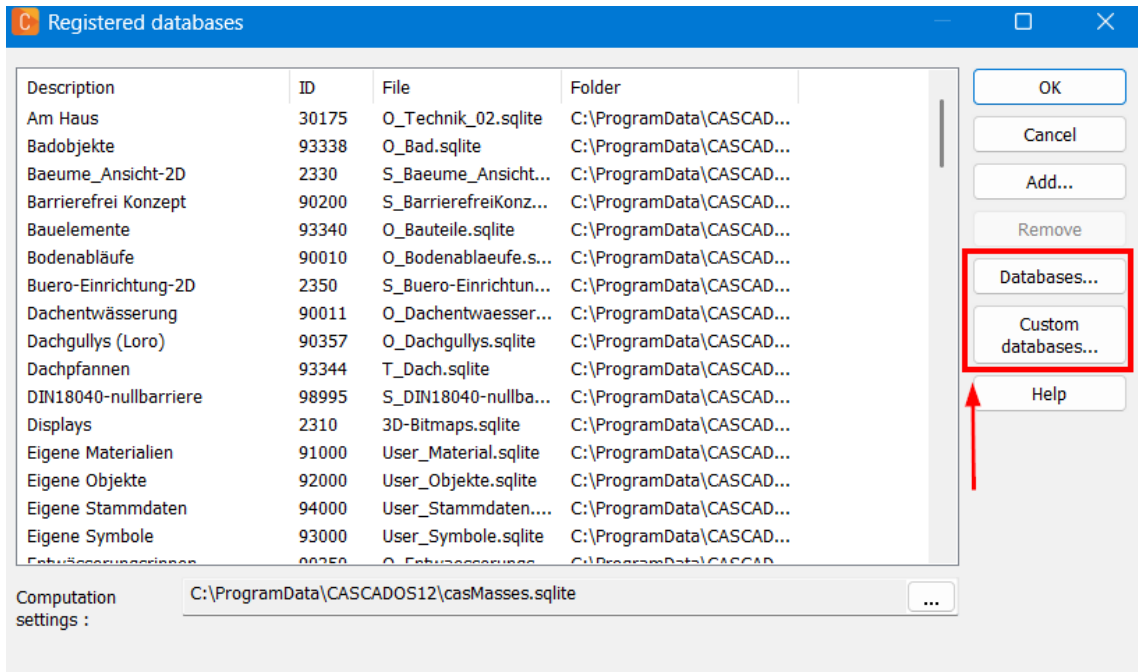 Registered databases
Description ID File Folder
Am Haus 30175 O_Technik_02.sqlite C:\ProgramData\CASCAD...
Badobjekte 93338 O_Bad.sqlite C:\ProgramData\CASCAD...
Baeume_Ansicht-2D 2330 S_Baeume_Ansicht... C:\ProgramData\CASCAD...
Barrierefrei Konzept 90200 S_BarrierefreiKonz... C:\ProgramData\CASCAD...
Bauelemente 93340 O_Bauteile.sqlite C:\ProgramData\CASCAD...
Bodenabläufe 90010 O_Bodenablaeufe.s... C:\ProgramData\CASCAD...
Buero-Einrichtung-2D 2350 S_Buero-Einrichtun... C:\ProgramData\CASCAD...
Dachentwässerung 90011 O_Dachentwaesser... C:\ProgramData\CASCAD...
Dachgullys (Loro) 90357 O_Dachgullys.sqlite C:\ProgramData\CASCAD...
Dachpfannen 93344 T_Dach.sqlite C:\ProgramData\CASCAD...
DIN18040-nullbarriere 98995 S_DIN18040-nullba... C:\ProgramData\CASCAD...
Displays 2310 3D-Bitmaps.sqlite C:\ProgramData\CASCAD...
Eigene Materialien 91000 User_Material.sqlite C:\ProgramData\CASCAD...
Eigene Objekte 92000 User_Objekte.sqlite C:\ProgramData\CASCAD...
Eigene Stammdaten 94000 User_Stammdaten.... C:\ProgramData\CASCAD...
Eigene Symbole 93000 User_Symbole.sqlite C:\ProgramData\CASCAD...
OK
Cancel
Add...
Remove
Databases...
Custom
databases...
Help
Computation
settings :
C:\ProgramData\CASCADOS12\casMasses.sqlite
...